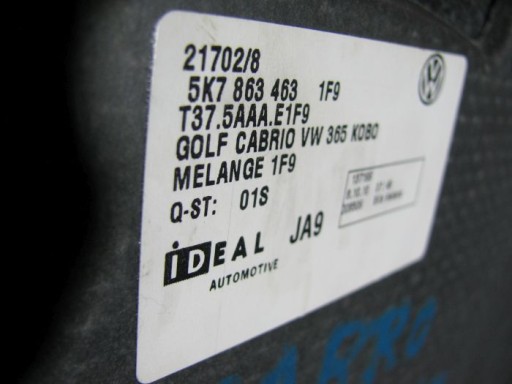 21702/8
5K7 863 463 1F9
T37.5AAA.E1F9
GOLF CABRIO VW 365 KOBO
MELANGE 1F9
Q-ST: 01S
JA9
iDEAL
AUTOMOTIVE